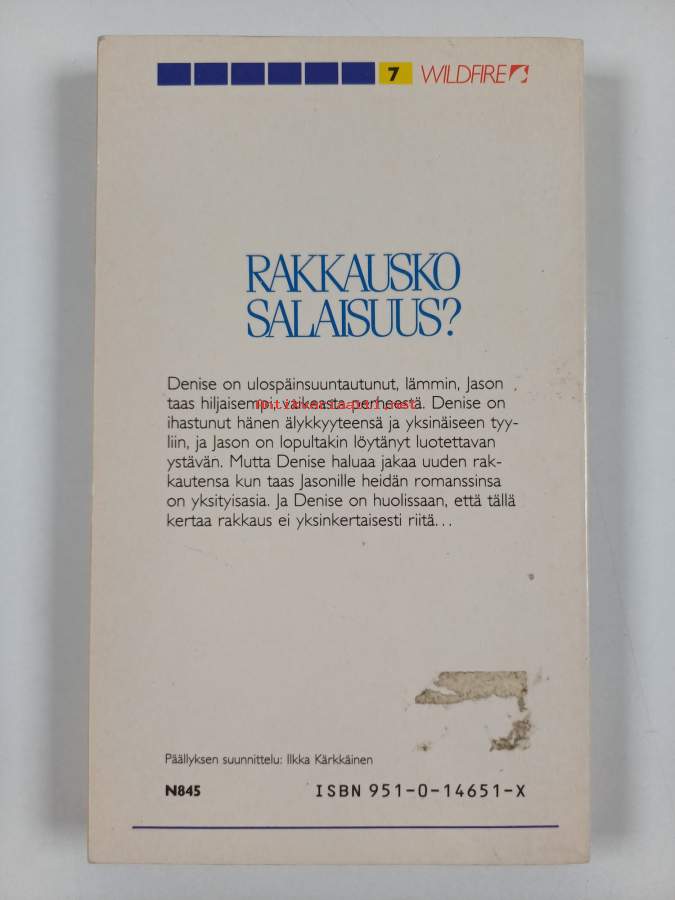 7 WILDFIRE
RAKKAUSKO
SALAISUUS?
Denise on ulospäinsuuntautunut, lämmin, Jason
taas hiljaisempi, vaikeasta perheestä. Denise on
ihastunut hänen älykkyyteensä ja yksinäiseen tyy-
liin, ja Jason on lopultakin löytänyt luotettavan
ystävän. Mutta Denise haluaa jakaa uuden rak-
kautensa kun taas Jasonille heidän romanssinsa
on yksityisasia. Ja Denise on huolissaan, että tällä
kertaa rakkaus ei yksinkertaisesti riitä...
Päällyksen suunnittelu: Ilkka Kärkkäinen
N845 ISBN 951-0-14651-X